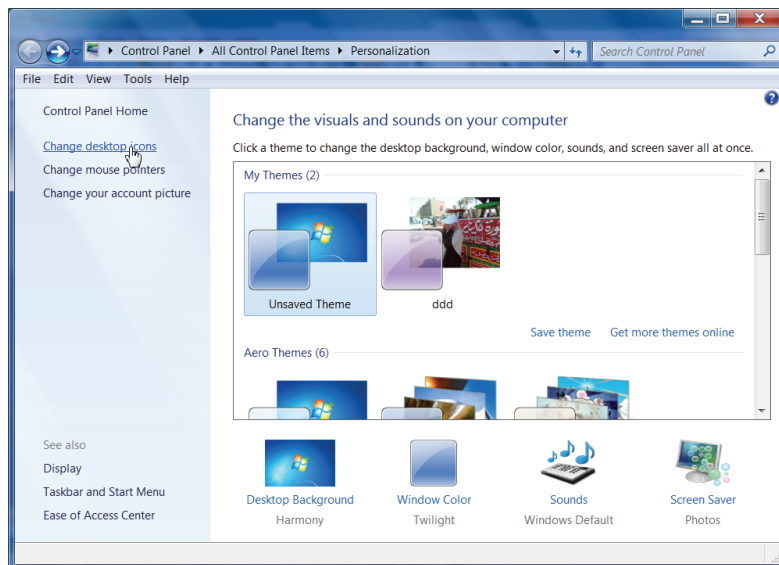 Control Panel
All Control Panel Items
Personalization
Search Control Panel
File Edit View Tools Help
Control Panel Home
Change desktop icons
Change mouse pointers
Change your account picture
Change the visuals and sounds on your computer
Click a theme to change the desktop background, window color, sounds, and screen saver all at once.
My Themes (2)
Unsaved Theme
ddd
Save theme
Get more themes online
Aero Themes (6)
See also
Display
Taskbar and Start Menu
Ease of Access Center
Desktop Background
Harmony
Window Color
Twilight
Sounds
Windows Default
Screen Saver
Photos